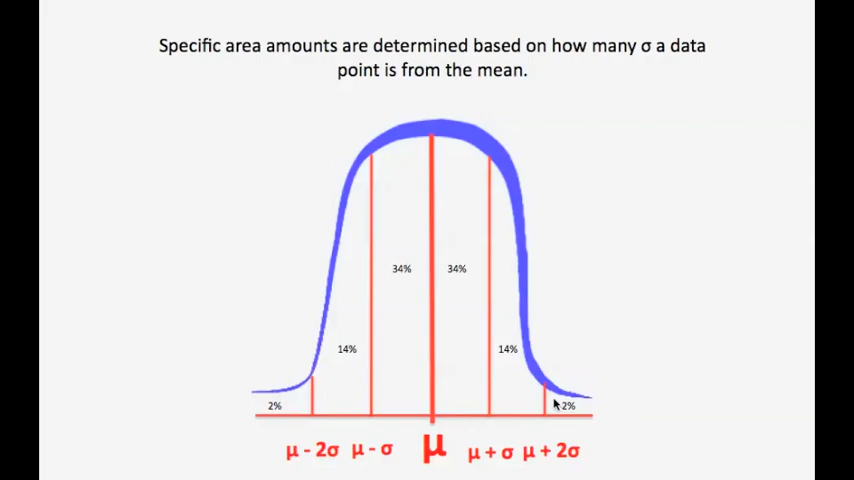 Specific area amounts are determined based on how many σ a data
point is from the mean.
34% 34%
14% 14%
2% 2%
μ - 2σ μ - σ μ μ + σ μ + 2σ